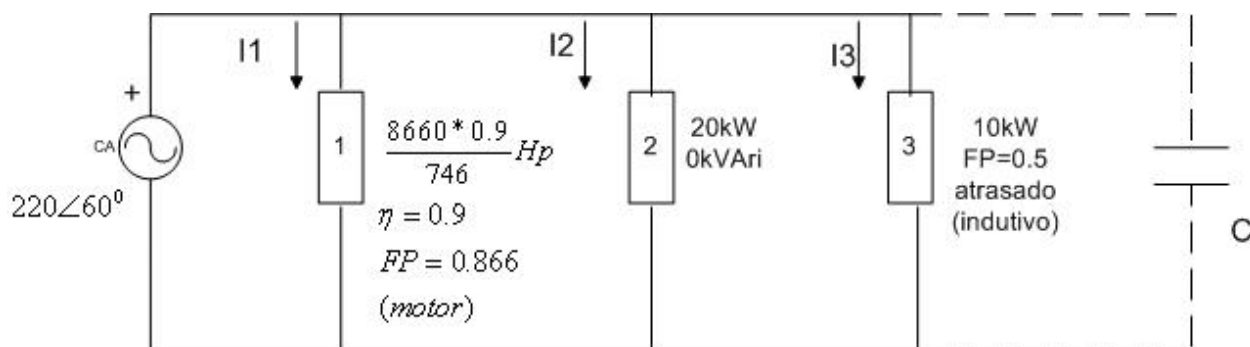 I1
I2
I3
+
CA
220∠60⁰
1
8660*0.9
746
Hp
η = 0.9
FP = 0.866
(motor)
2
20kW
0kVAri
3
10kW
FP=0.5
atrasado
(indutivo)
C